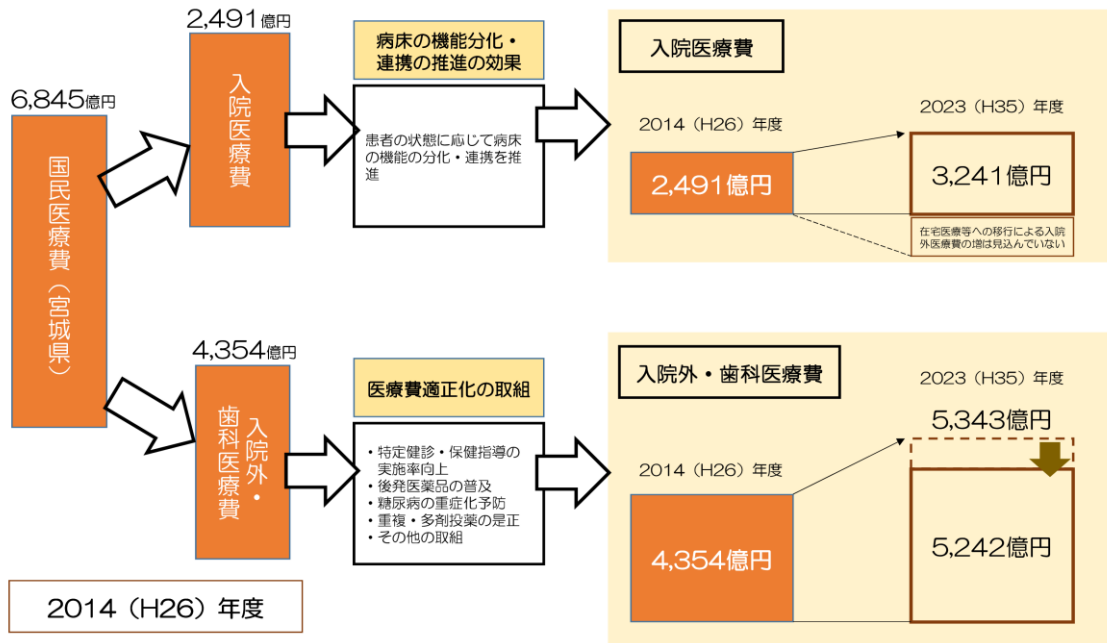 6,845億円
国民医療費（宮城県）
2,491億円
入院医療費
病床の機能分化・
連携の推進の効果
患者の状態に応じて病床
の機能の分化・連携を推
進
入院医療費
2014（H26）年度
2023（H35）年度
2,491億円
3,241億円
在宅医療等への移行による入院
外医療費の増は見込んでいない
4,354億円
入院外・
歯科医療費
医療費適正化の取組
・特定健診・保健指導の
実施率向上
・後発医薬品の普及
・糖尿病の重症化予防
・重複・多剤投薬の是正
・その他の取組
入院外・歯科医療費
2023（H35）年度
5,343億円
2014（H26）年度
4,354億円
5,242億円
2014（H26）年度